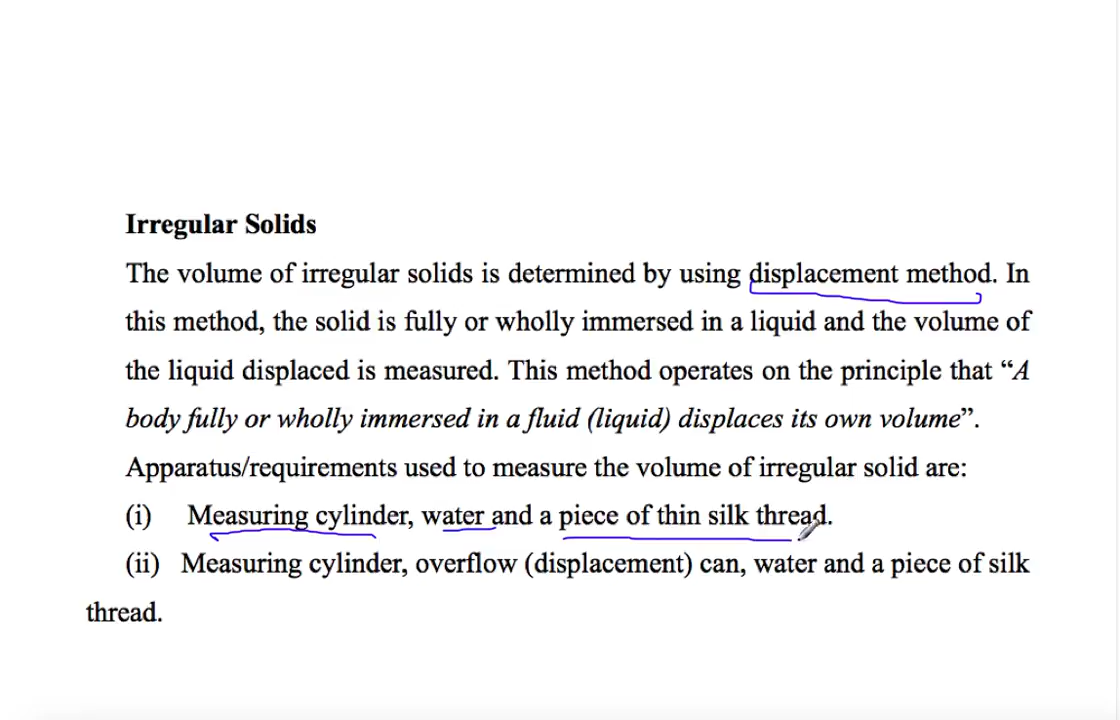 Irregular Solids
The volume of irregular solids is determined by using displacement method. In
this method, the solid is fully or wholly immersed in a liquid and the volume of
the liquid displaced is measured. This method operates on the principle that “A
body fully or wholly immersed in a fluid (liquid) displaces its own volume”.
Apparatus/requirements used to measure the volume of irregular solid are:
(i) Measuring cylinder, water and a piece of thin silk thread.
(ii) Measuring cylinder, overflow (displacement) can, water and a piece of silk
thread.